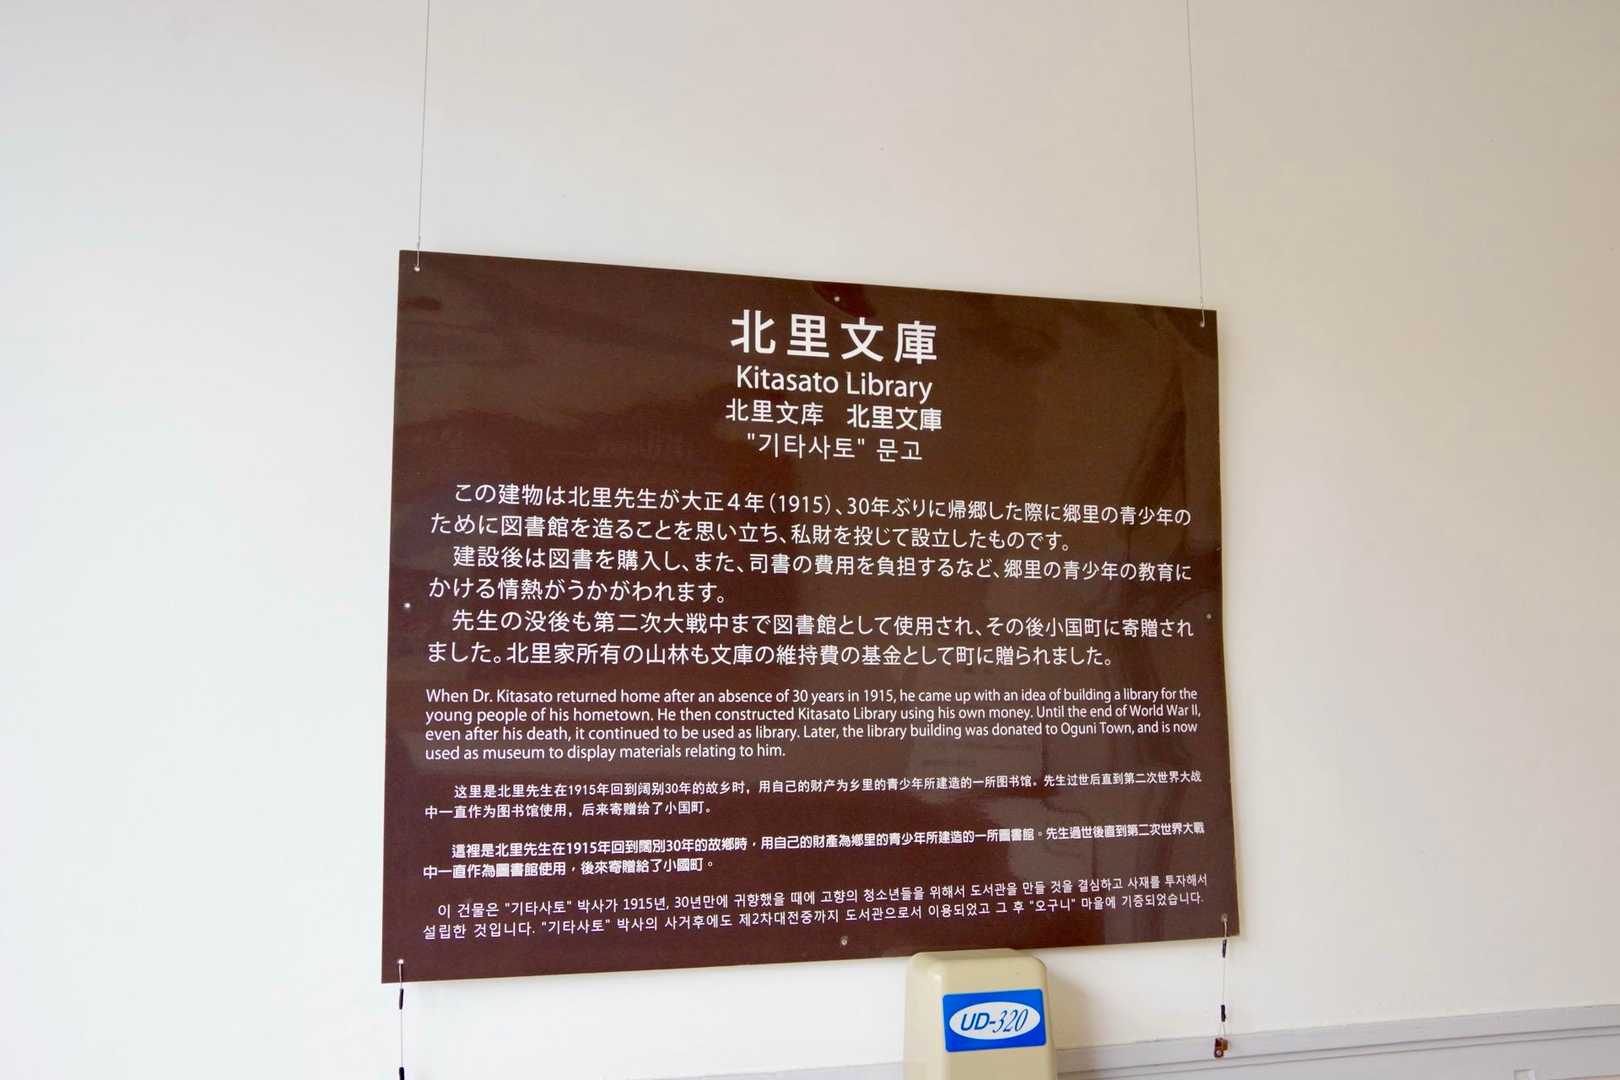 北里文庫
Kitasato Library
北里文库 北里文庫
"기타사토" 문고
この建物は北里先生が大正4年（1915）、30年ぶりに帰郷した際に郷里の青少年の
ために図書館を造ることを思い立ち、私財を投じて設立したものです。
建設後は図書を購入し、また、司書の費用を負担するなど、郷里の青少年の教育に
かける情熱がうかがわれます。
先生の没後も第二次大戦中まで図書館として使用され、その後小国町に寄贈され
ました。北里家所有の山林も文庫の維持費の基金として町に贈られました。
When Dr. Kitasato returned home after an absence of 30 years in 1915, he came up with an idea of building a library for the
young people of his hometown. He then constructed Kitasato Library using his own money. Until the end of World War II,
even after his death, it continued to be used as library. Later, the library building was donated to Oguni Town, and is now
used as museum to display materials relating to him.
这里是北里先生在1915年回到阔别30年的故乡时，用自己的财产为乡里的青少年所建造的一所图书馆。先生过世后直到第二次世界大战
中一直作为图书馆使用，后来寄赠给了小国町。
這裡是北里先生在1915年回到闊別30年的故鄉時，用自己的財產為鄉里的青少年所建造的一所圖書館。先生過世後直到第二次世界大戰
中一直作為圖書館使用，後來寄贈給了小國町。
이 건물은 "기타사토" 박사가 1915년, 30년만에 귀향했을 때에 고향의 청소년들을 위해서 도서관을 만들 것을 결심하고 사재를 투자해서
설립한 것입니다. "기타사토" 박사의 사거후에도 제2차대전중까지 도서관으로서 이용되었고 그 후 "오구니" 마을에 기증되었습니다.
UD-320